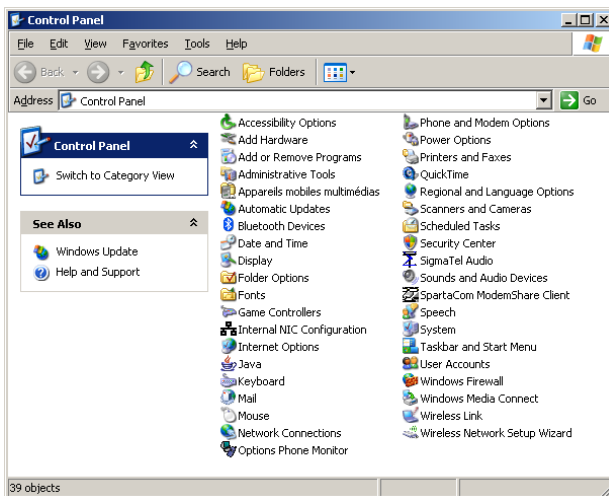 Control Panel
File Edit View Favorites Tools Help
Back Search Folders
Address Control Panel Go
Control Panel
Switch to Category View
See Also
Windows Update
Help and Support
Accessibility Options
Add Hardware
Add or Remove Programs
Administrative Tools
Appareils mobiles multimédias
Automatic Updates
Bluetooth Devices
Date and Time
Display
Folder Options
Fonts
Game Controllers
Internal NIC Configuration
Internet Options
Java
Keyboard
Mail
Mouse
Network Connections
Options Phone Monitor
Phone and Modem Options
Power Options
Printers and Faxes
QuickTime
Regional and Language Options
Scanners and Cameras
Scheduled Tasks
Security Center
SigmaTel Audio
Sounds and Audio Devices
SpartaCom ModemShare Client
Speech
System
Taskbar and Start Menu
User Accounts
Windows Firewall
Windows Media Connect
Wireless Link
Wireless Network Setup Wizard
39 objects